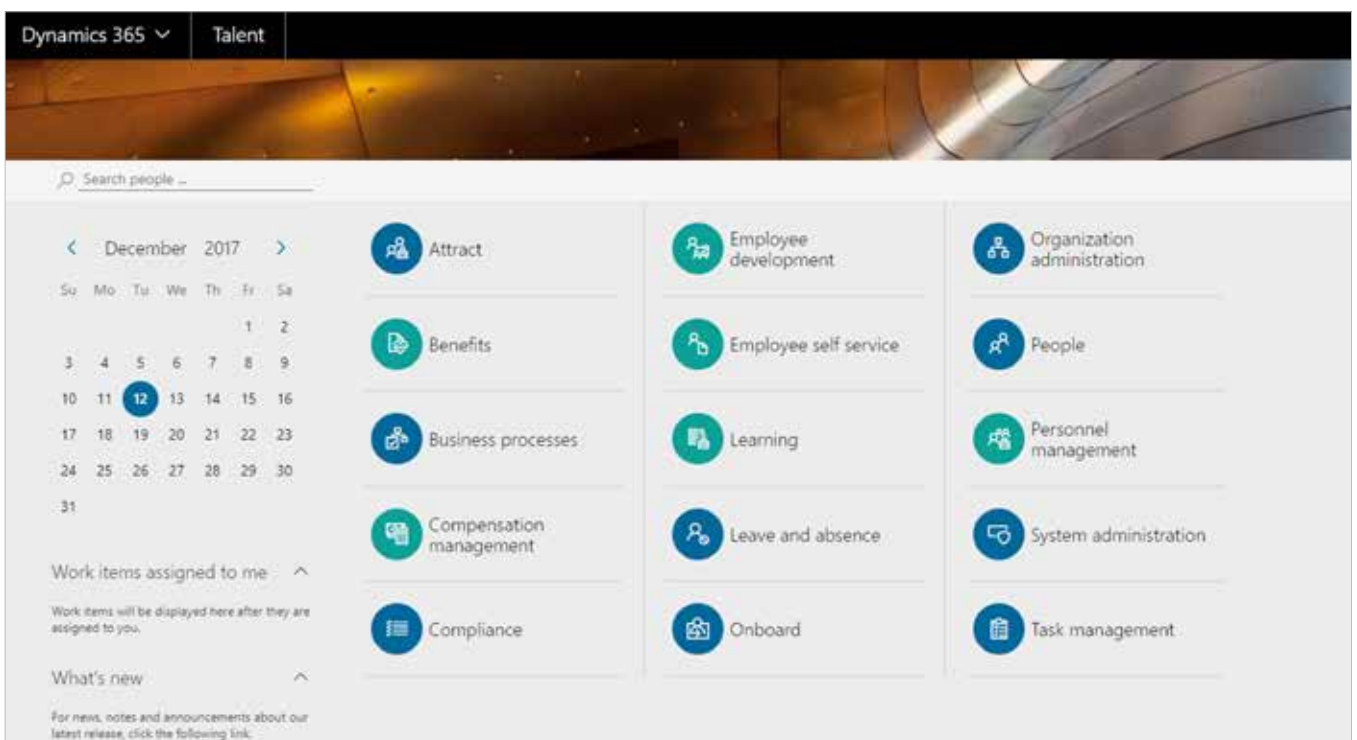 Dynamics 365 Talent
Search people ...
December 2017
Su Mo Tu We Th Fr Sa
1 2
3 4 5 6 7 8 9
10 11 12 13 14 15 16
17 18 19 20 21 22 23
24 25 26 27 28 29 30
31
Work items assigned to me
Work items will be displayed here after they are
assigned to you.
What's new
For news, notes and announcements about our
latest release, click the following link.
Attract
Benefits
Business processes
Compensation
management
Compliance
Employee
development
Employee self service
Learning
Leave and absence
Onboard
Organization
administration
People
Personnel
management
System administration
Task management